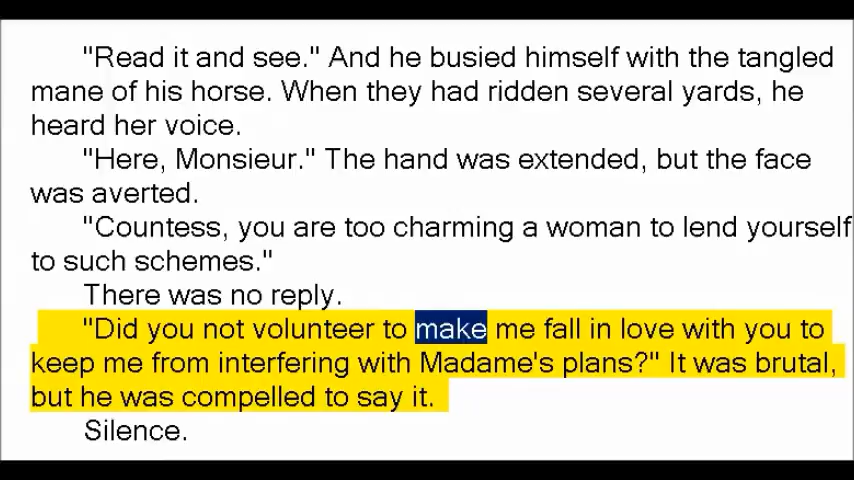 "Read it and see." And he busied himself with the tangled
mane of his horse. When they had ridden several yards, he
heard her voice.
"Here, Monsieur." The hand was extended, but the face
was averted.
"Countess, you are too charming a woman to lend yourself
to such schemes."
There was no reply.
"Did you not volunteer to make me fall in love with you to
keep me from interfering with Madame's plans?" It was brutal,
but he was compelled to say it.
Silence.